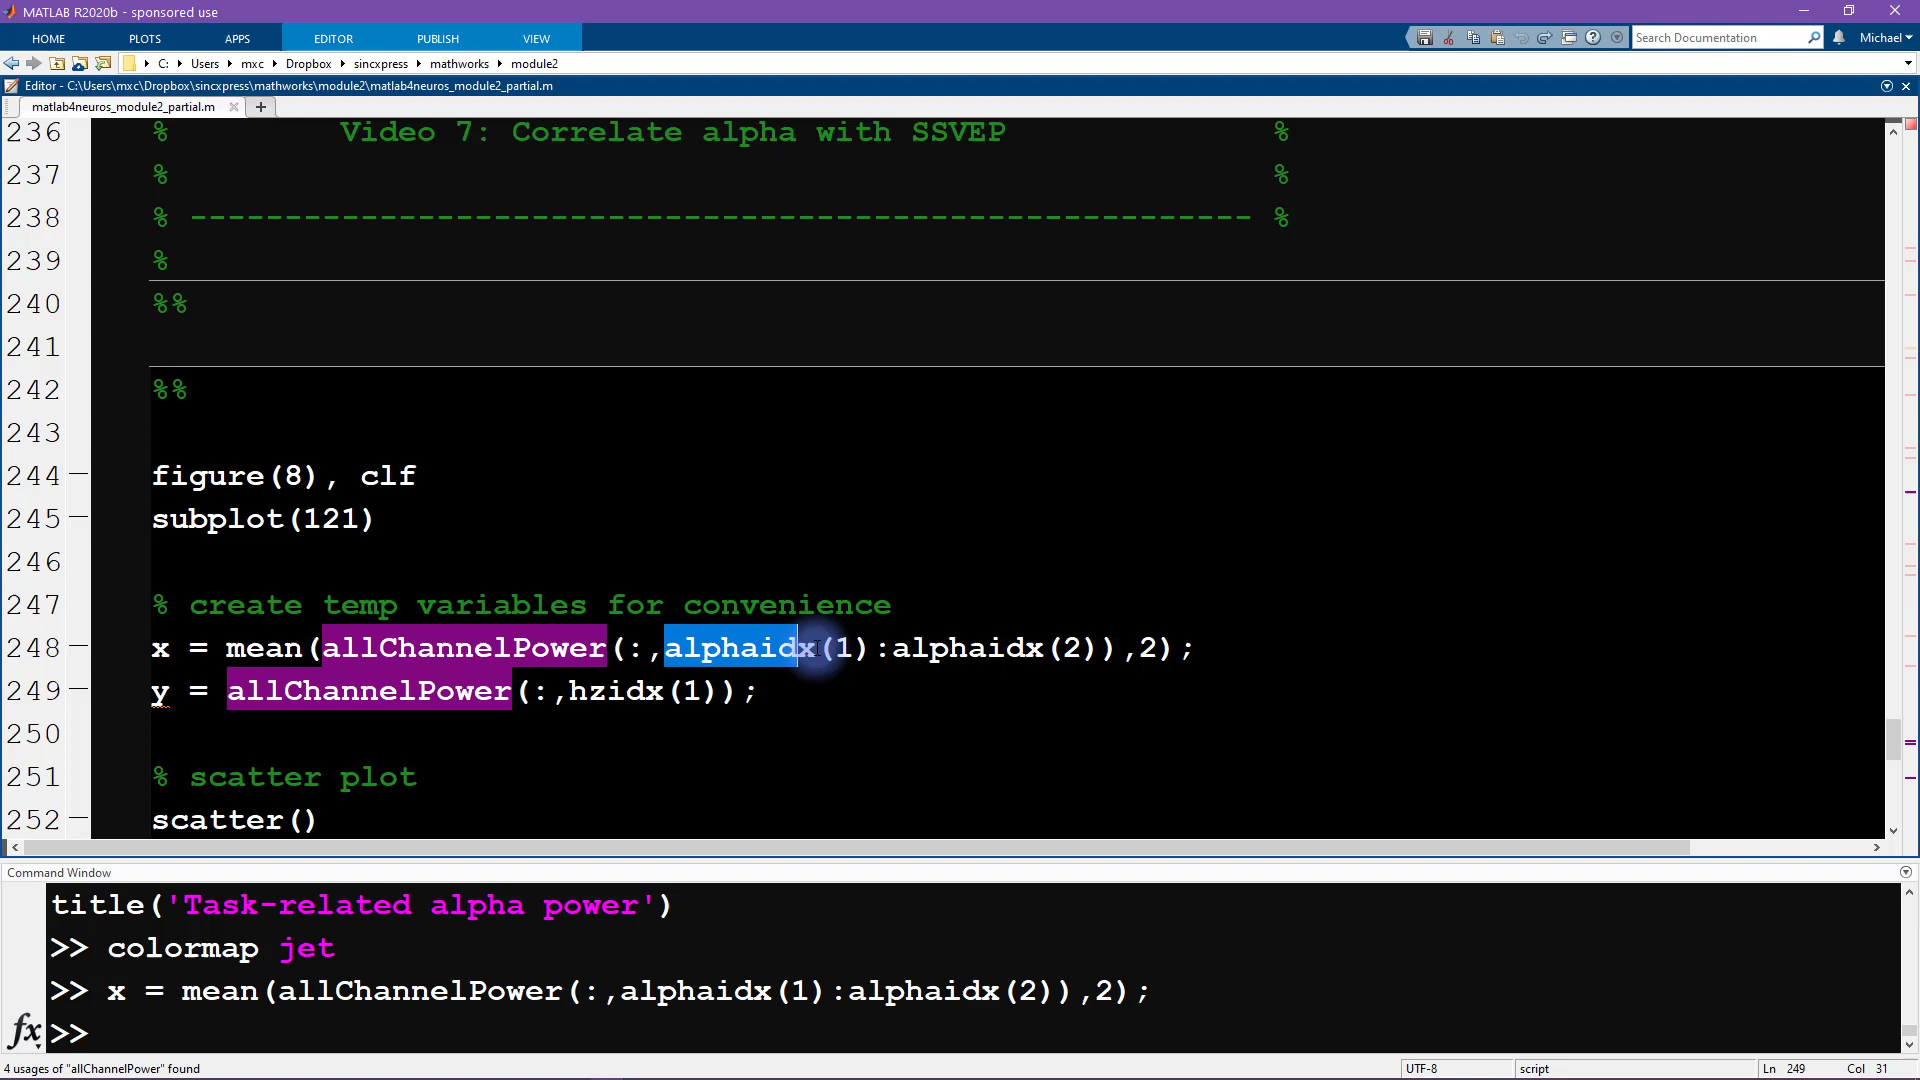 MATLAB R2020b - sponsored use
HOME PLOTS APPS EDITOR PUBLISH VIEW Search Documentation Michael
C: Users mxc Dropbox sincxpress mathworks module2
Editor - C:\Users\mxc\Dropbox\sincxpress\mathworks\module2\matlab4neuros_module2_partial.m
matlab4neuros_module2_partial.m
236 % Video 7: Correlate alpha with SSVEP %
237 % %
238 % -------------------------------------------------------- %
239 %
240 %%
241
242 %%
243
244 figure(8), clf
245 subplot(121)
246
247 % create temp variables for convenience
248 x = mean(allChannelPower(:,alphaidx(1):alphaidx(2)),2);
249 y = allChannelPower(:,hzidx(1));
250
251 % scatter plot
252 scatter()
Command Window
title('Task-related alpha power')
>> colormap jet
>> x = mean(allChannelPower(:,alphaidx(1):alphaidx(2)),2);
fx >>
4 usages of "allChannelPower" found UTF-8 script Ln 249 Col 31